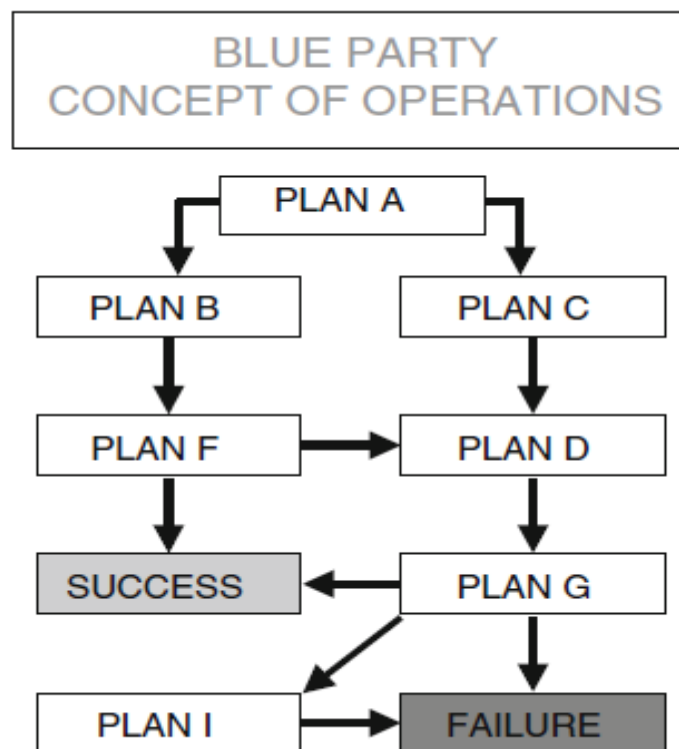 BLUE PARTY
CONCEPT OF OPERATIONS
PLAN A
PLAN B
PLAN C
PLAN F
PLAN D
SUCCESS
PLAN G
PLAN I
FAILURE